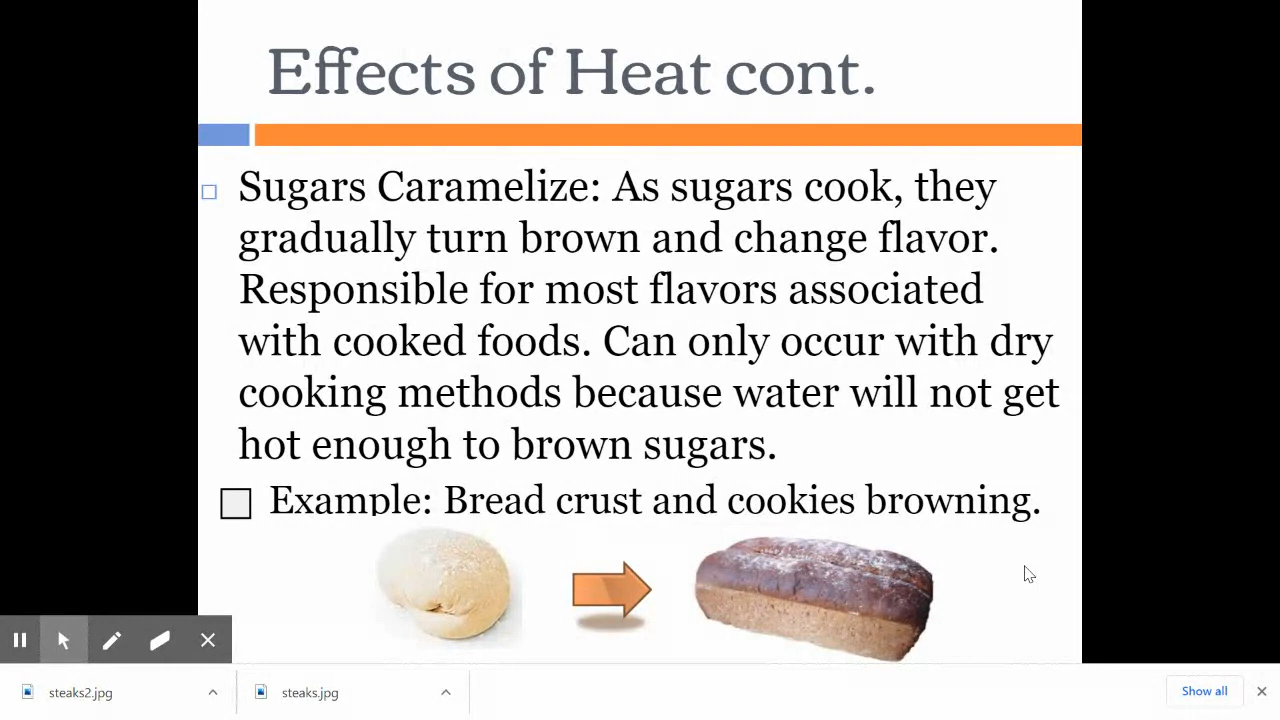 Effects of Heat cont.
Sugars Caramelize: As sugars cook, they
gradually turn brown and change flavor.
Responsible for most flavors associated
with cooked foods. Can only occur with dry
cooking methods because water will not get
hot enough to brown sugars.
Example: Bread crust and cookies browning.
steaks2.jpg
steaks.jpg
Show all